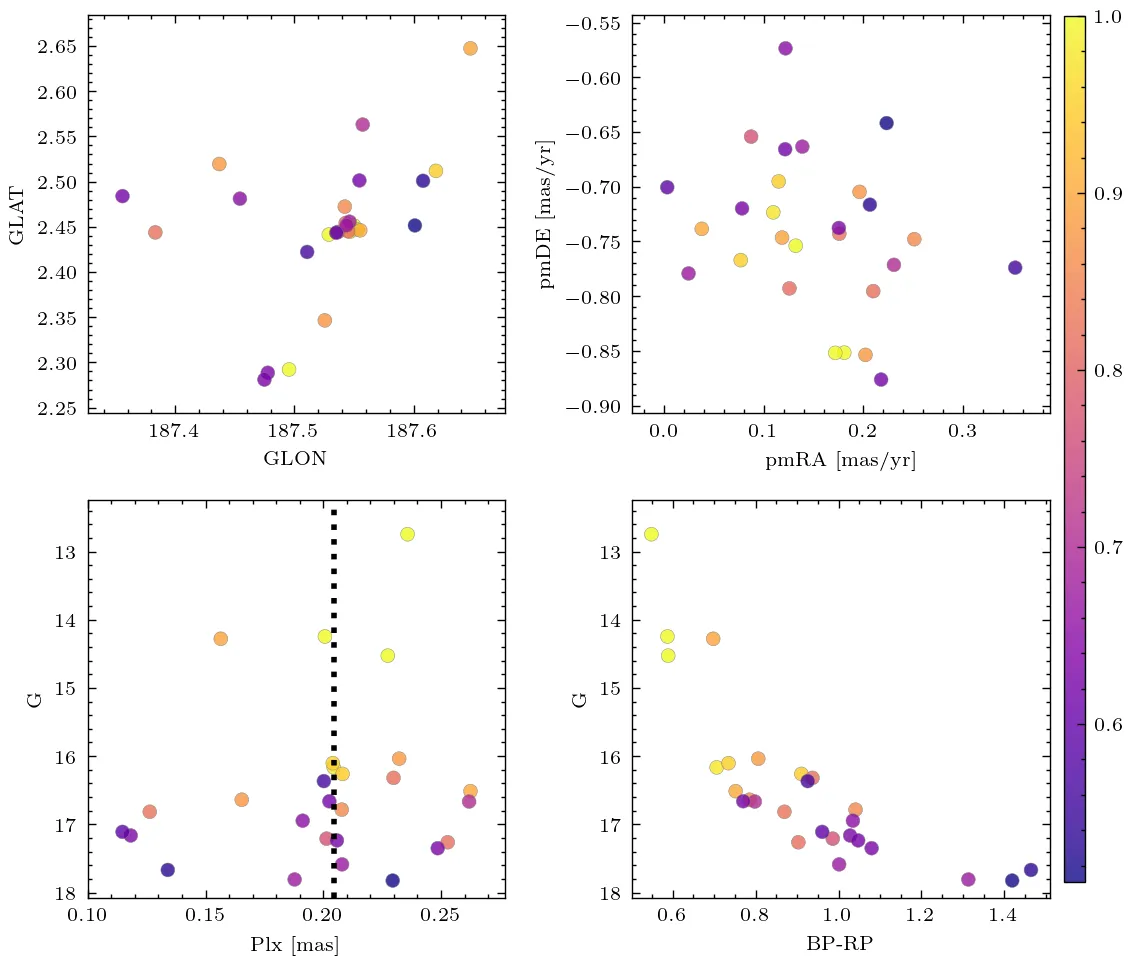 2.65
2.60
2.55
2.50
2.45
2.40
2.35
2.30
2.25
GLAT
187.4 187.5 187.6
GLON
−0.55
−0.60
−0.65
−0.70
−0.75
−0.80
−0.85
−0.90
pmDE [mas/yr]
0.0 0.1 0.2 0.3
pmRA [mas/yr]
1.0
0.9
0.8
0.7
0.6
13
14
15
16
17
18
G
0.10 0.15 0.20 0.25
Plx [mas]
13
14
15
16
17
18
G
0.6 0.8 1.0 1.2 1.4
BP-RP